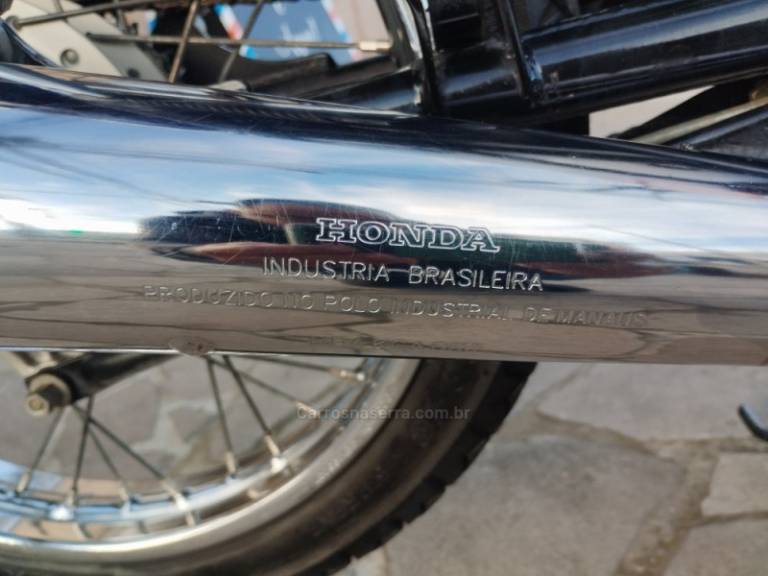 HONDA
INDUSTRIA BRASILEIRA
PRODUZIDO NO POLO INDUSTRIAL DE MANAUS
Carrosnaserra.com.br